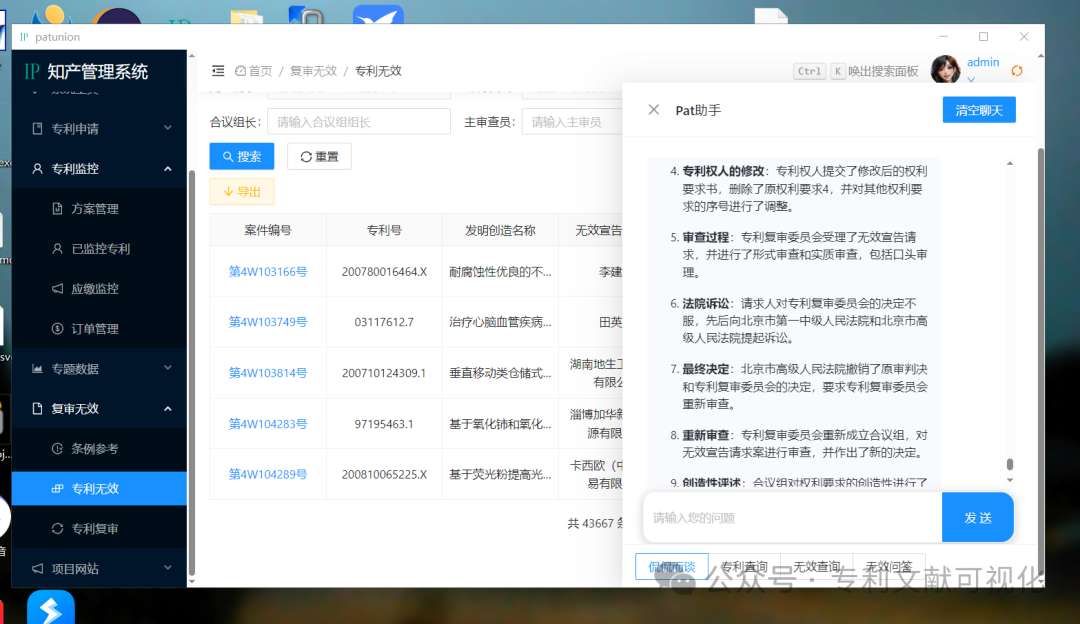 IP patunion
IP 知产管理系统
专利申请
专利监控
方案管理
已监控专利
应缴监控
订单管理
专题数据
复审无效
条例参考
专利无效
专利复审
项目网站
首页 / 复审无效 / 专利无效
Ctrl K 唤出搜索面板
admin
合议组长: 请输入合议组组长 主审查员: 请输入主审员
搜索 重置
导出
案件编号 专利号 发明创造名称 无效宣告
第4W103166号 200780016464.X 耐腐蚀性优良的不... 李建
第4W103749号 03117612.7 治疗心脑血管疾病... 田英
第4W103814号 200710124309.1 垂直移动类仓储式... 湖南地生工
有限公
第4W104283号 97195463.1 基于氧化铈和氧化... 淄博加华新
源有限
第4W104289号 200810065225.X 基于荧光粉提高光... 卡西欧（中
易有限
共 43667 条
Pat助手
清空聊天
4. 专利权人的修改：专利权人提交了修改后的权利
要求书，删除了原权利要求4，并对其他权利要
求的序号进行了调整。
5. 审查过程：专利复审委员会受理了无效宣告请
求，并进行了形式审查和实质审查，包括口头审
理。
6. 法院诉讼：请求人对专利复审委员会的决定不
服，先后向北京市第一中级人民法院和北京市高
级人民法院提起诉讼。
7. 最终决定：北京市高级人民法院撤销了原审判决
和专利复审委员会的决定，要求专利复审委员会
重新审查。
8. 重新审查：专利复审委员会重新成立合议组，对
无效宣告请求案进行审查，并作出了新的决定。
9. 创造性评述：合议组对权利要求的创造性进行了
请输入您的问题
发 送
侃侃而谈 专利查询 无效查询 无效问答
公众号 · 专利文献可视化